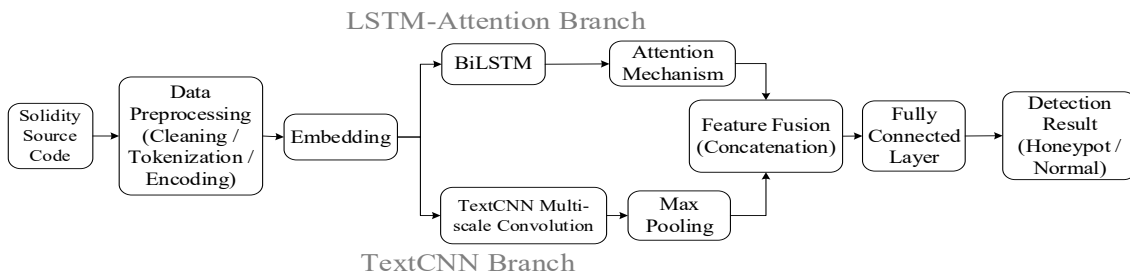 LSTM-Attention Branch
Solidity
Source
Code
Data
Preprocessing
(Cleaning /
Tokenization /
Encoding)
Embedding
BiLSTM
Attention
Mechanism
TextCNN Multi-
scale Convolution
Max
Pooling
Feature Fusion
(Concatenation)
Fully
Connected
Layer
Detection
Result
(Honeypot /
Normal)
TextCNN Branch